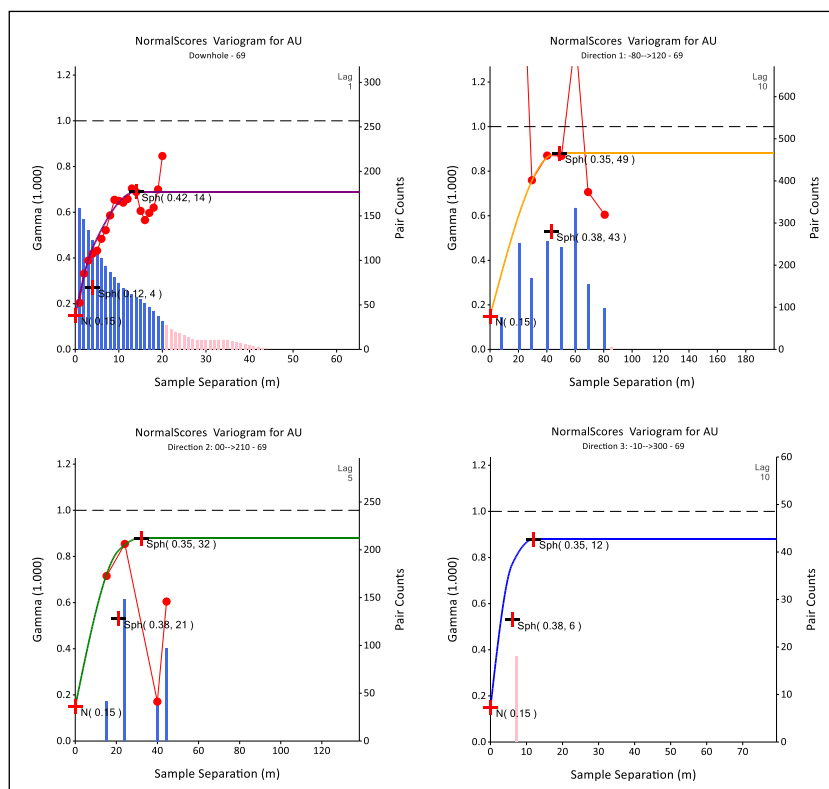 NormalScores Variogram for AU
Downhole - 69
Lag
1
1.2
1.0
0.8
0.6
0.4
0.2
0.0
Gamma (1.000)
300
250
200
150
100
50
0
Pair Counts
Sph( 0.42, 14 )
Sph( 0.12, 4 )
N( 0.15 )
0 10 20 30 40 50 60
Sample Separation (m)
NormalScores Variogram for AU
Direction 1: -80-->120 - 69
Lag
10
1.2
1.0
0.8
0.6
0.4
0.2
0.0
Gamma (1.000)
600
500
400
300
200
100
0
Pair Counts
Sph( 0.35, 49 )
Sph( 0.38, 43 )
N( 0.15 )
0 20 40 60 80 100 120 140 160 180
Sample Separation (m)
NormalScores Variogram for AU
Direction 2: 00-->210 - 69
Lag
5
1.2
1.0
0.8
0.6
0.4
0.2
0.0
Gamma (1.000)
250
200
150
100
50
0
Pair Counts
Sph( 0.35, 32 )
Sph( 0.38, 21 )
N( 0.15 )
0 20 40 60 80 100 120
Sample Separation (m)
NormalScores Variogram for AU
Direction 3: -10-->300 - 69
Lag
10
1.2
1.0
0.8
0.6
0.4
0.2
0.0
Gamma (1.000)
60
50
40
30
20
10
0
Pair Counts
Sph( 0.35, 12 )
Sph( 0.38, 6 )
N( 0.15 )
0 10 20 30 40 50 60 70
Sample Separation (m)